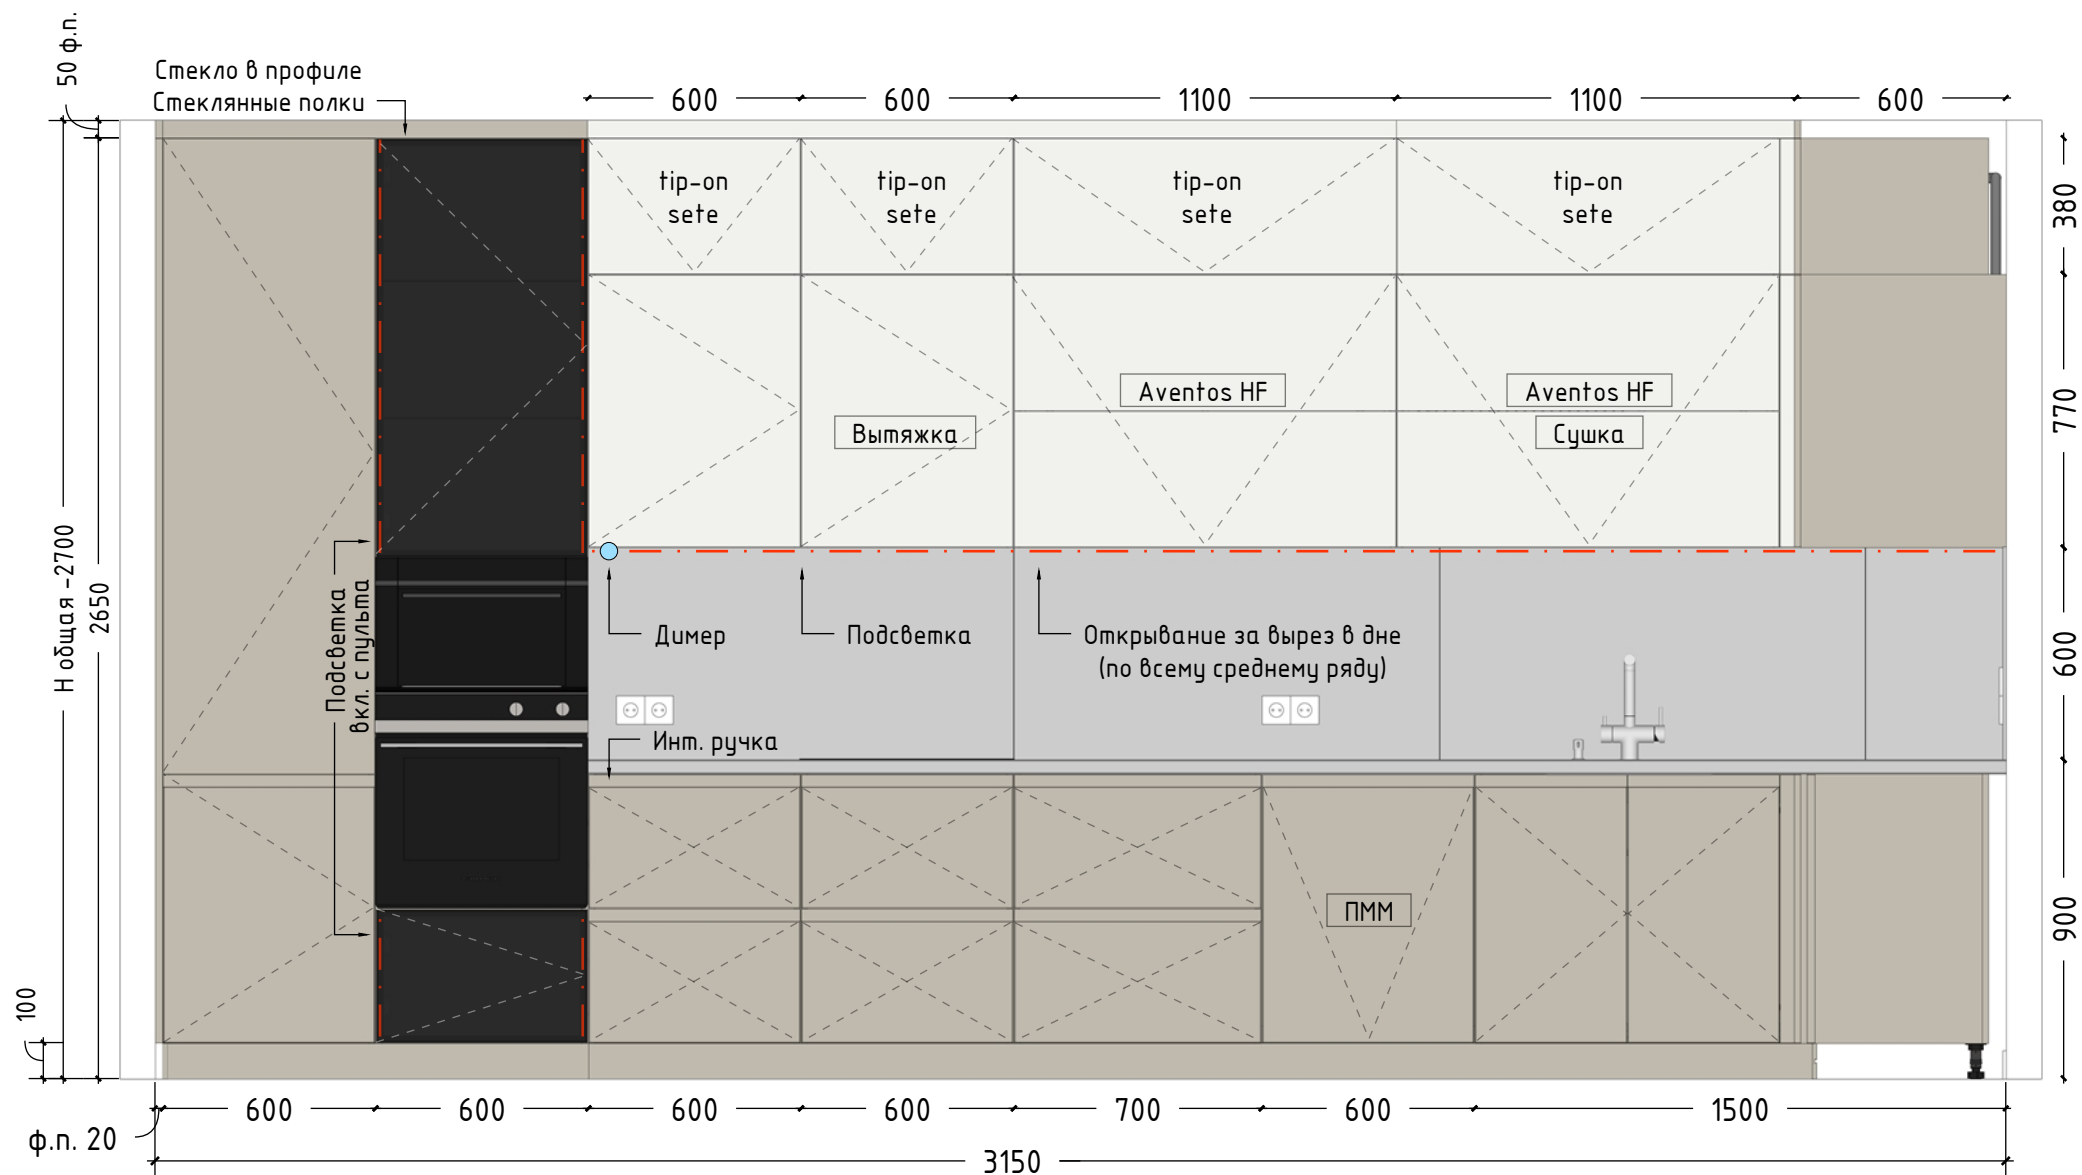 50 ф.п.
Стекло в профиле
Стеклянные полки
600
600
1100
1100
600
tip-on
sete
tip-on
sete
tip-on
sete
tip-on
sete
380
Aventos HF
Aventos HF
Вытяжка
Сушка
770
Н общая -2700
2650
Подсветка
вкл. с пульта
Димер
Подсветка
Открывание за вырез в дне
(по всему среднему ряду)
600
Инт. ручка
ПММ
900
100
600
600
600
600
700
600
1500
ф.п. 20
3150